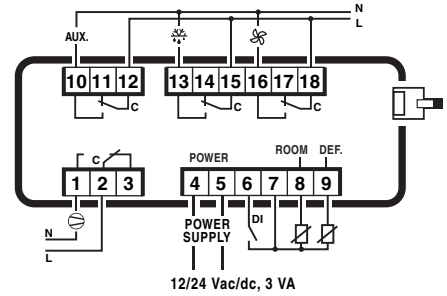 N
L
AUX.
10 11 12 13 14 15 16 17 18
C C C
C POWER ROOM DEF.
1 2 3 4 5 6 7 8 9
POWER SUPPLY DI
N
L
12/24 Vac/dc, 3 VA